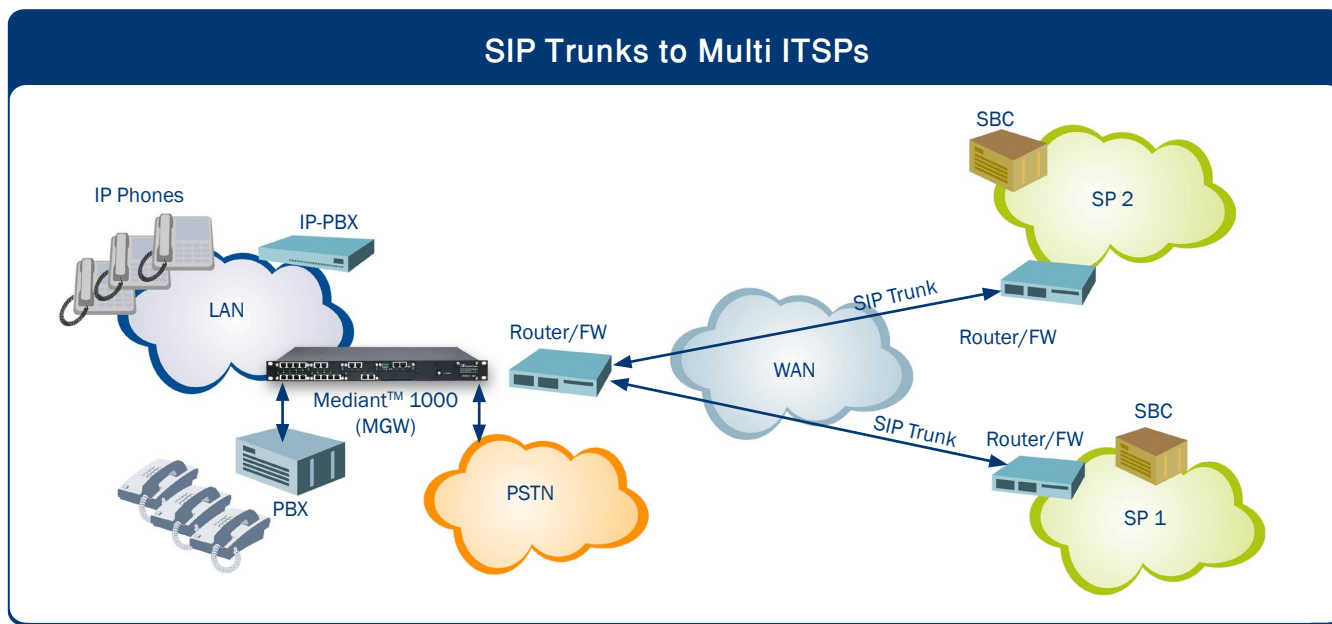 SIP Trunks to Multi ITSPs
SBC
SP 2
IP Phones
IP-PBX
LAN
SIP Trunk
Router/FW
Router/FW
WAN
Mediant™ 1000
(MGW)
SIP Trunk
Router/FW
SBC
PBX
PSTN
SP 1